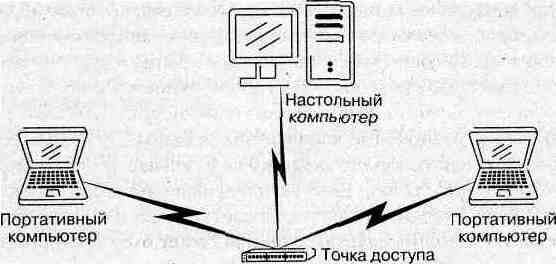 Настольный
компьютер
Портативный
компьютер
Портативный
компьютер
Точка доступа